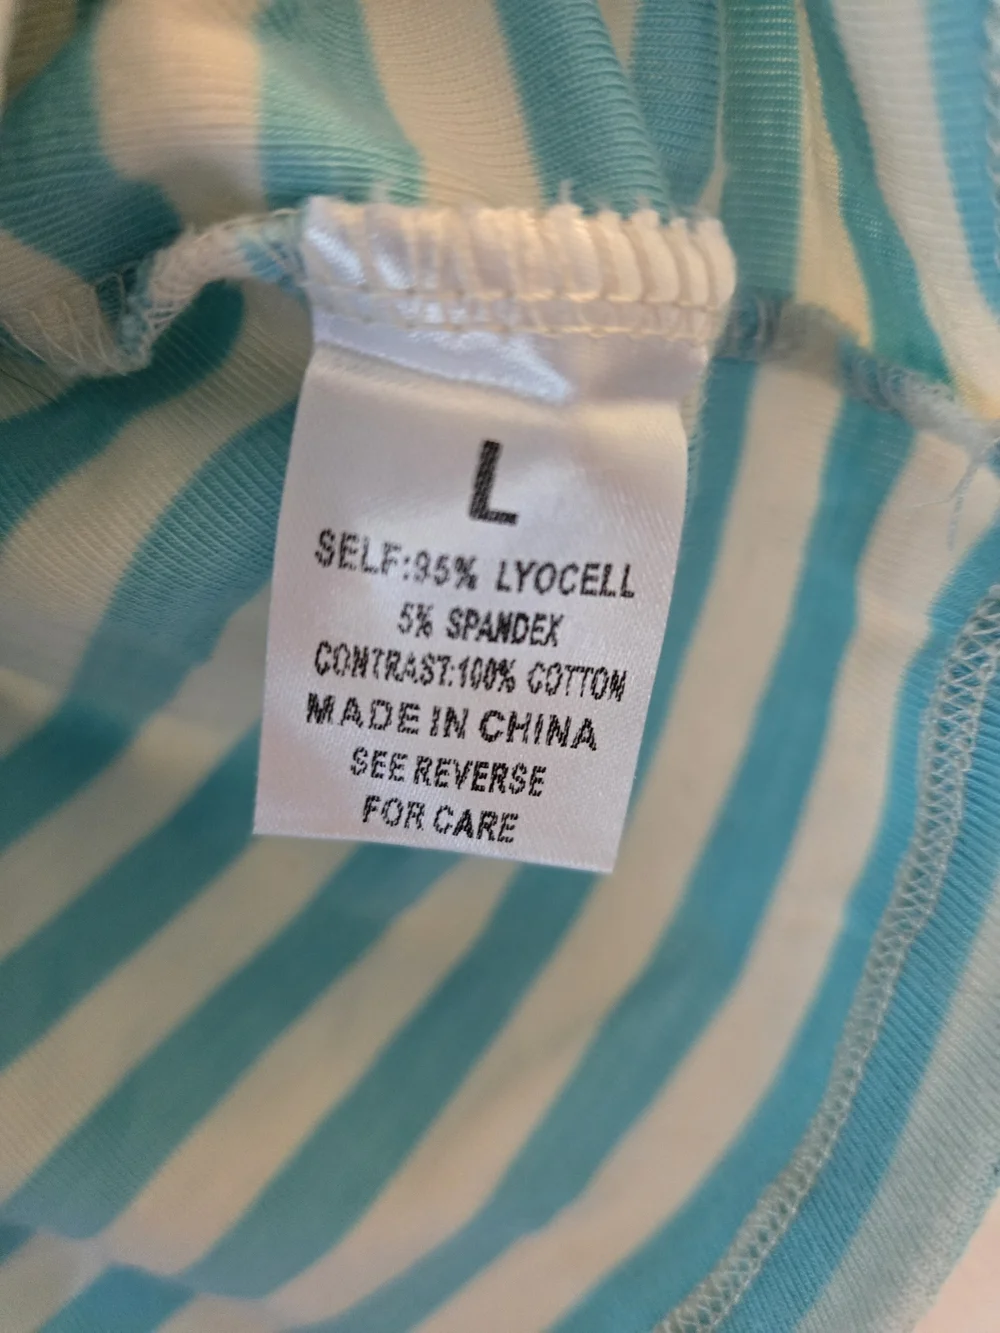 L
SELF:95% LYOCELL
5% SPANDEX
CONTRAST:100% COTTON
MADE IN CHINA
SEE REVERSE
FOR CARE